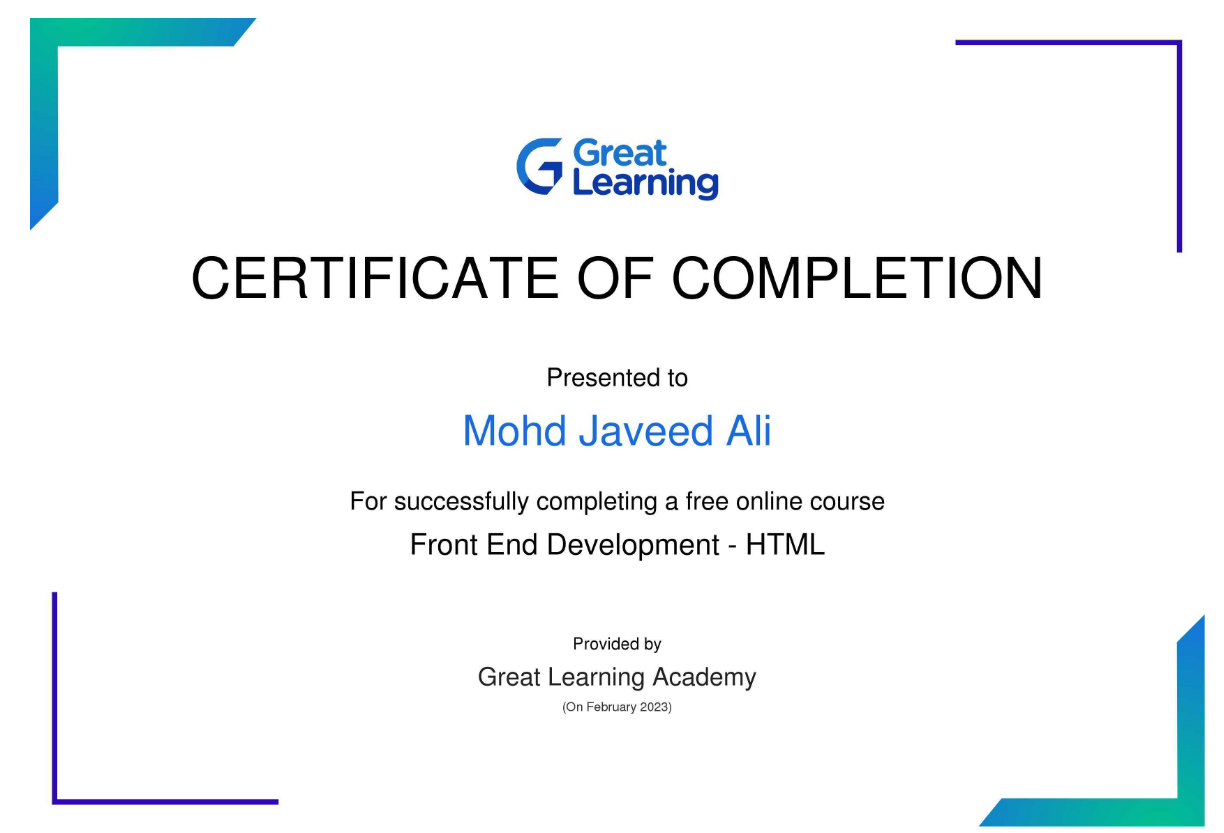 Great
Learning
CERTIFICATE OF COMPLETION
Presented to
Mohd Javeed Ali
For successfully completing a free online course
Front End Development - HTML
Provided by
Great Learning Academy
(On February 2023)